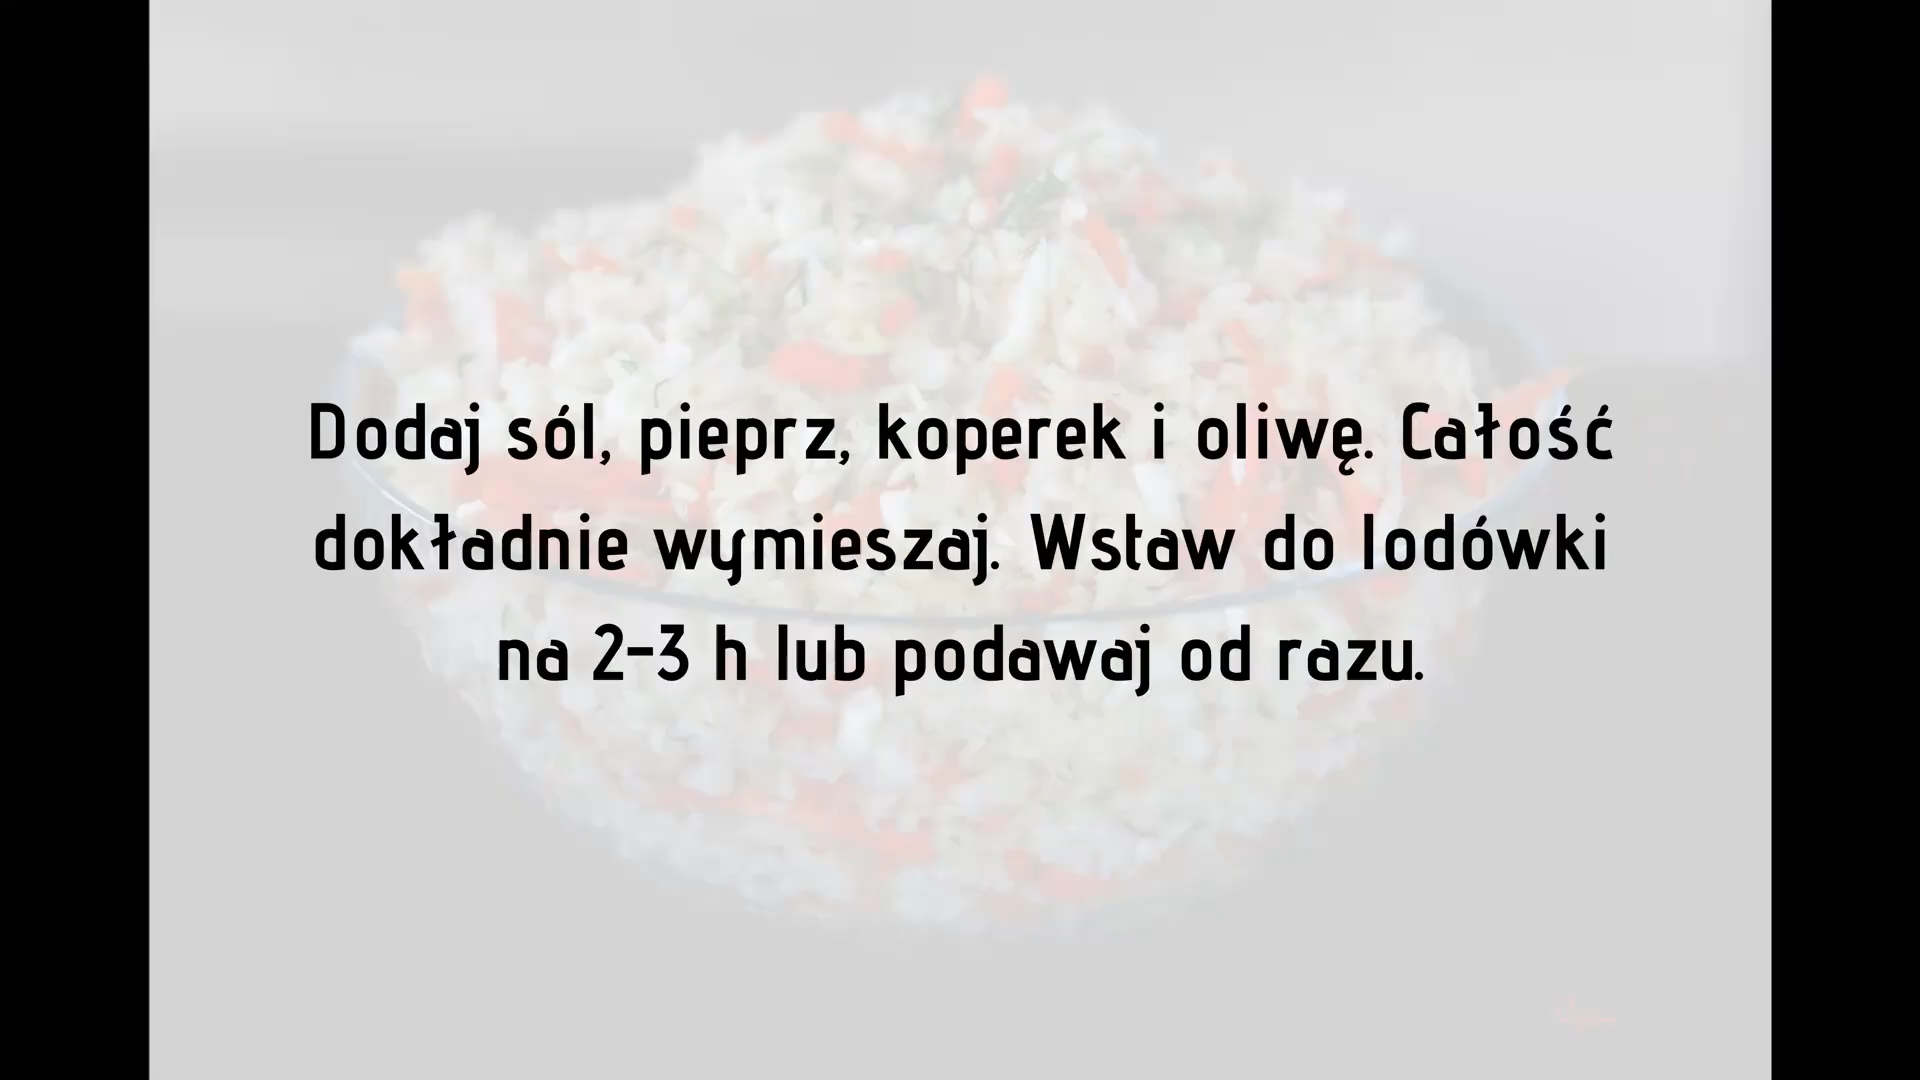 Dodaj sól, pieprz, koperek i oliwę. Całość
dokładnie wymieszaj. Wstaw do lodówki
na 2-3 h lub podawaj od razu.